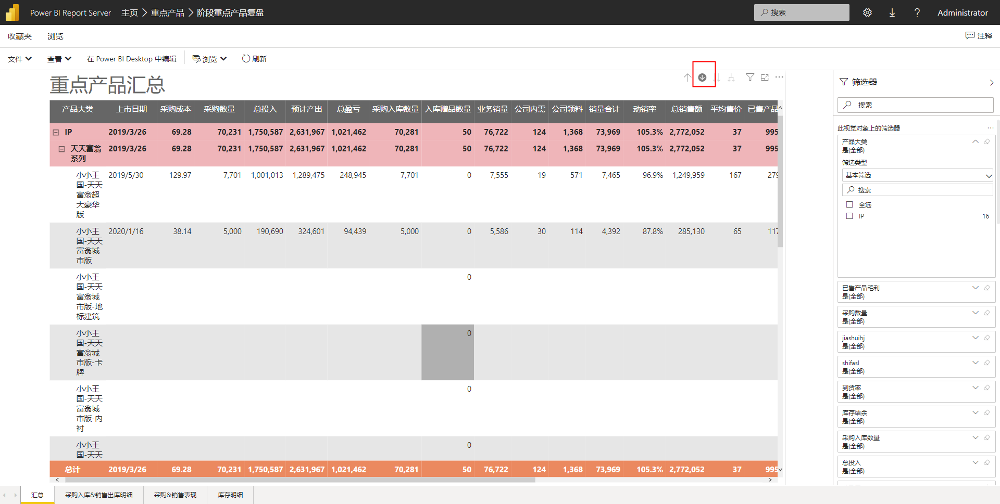 Power BI Report Server 主页 > 重点产品 > 阶段重点产品复盘 搜索 ? Administrator
收藏夹 浏览 注释
文件 查看 在 Power BI Desktop 中编辑 浏览 刷新
重点产品汇总
产品大类 上市日期 采购成本 采购数量 总投入 预计产出 总盈亏 采购入库数量 入库赠品数量 业务销量 公司内需 公司领料 销量合计 动销率 总销售额 平均售价 已售产品
IP 2019/3/26 69.28 70,231 1,750,587 2,631,967 1,021,462 70,281 50 76,722 124 1,368 73,969 105.3% 2,772,052 37 995
天天富翁 2019/3/26 69.28 70,231 1,750,587 2,631,967 1,021,462 70,281 50 76,722 124 1,368 73,969 105.3% 2,772,052 37 995
系列
小小王 2019/5/30 129.97 7,701 1,001,013 1,289,475 248,945 7,701 0 7,555 19 571 7,465 96.9% 1,249,959 167 279
国-天天
富翁超
大豪华
版
小小王 2020/1/16 38.14 5,000 190,690 324,601 94,439 5,000 0 5,586 30 114 4,392 87.8% 285,130 65 117
国-天天
富翁城
市版
小小王 0
国-天天
富翁城
市版-地
标建筑
小小王 0
国-天天
富翁城
市版-卡
牌
小小王 0
国-天天
富翁城
市版-内
衬
小小王 0
国-天天
总计 2019/3/26 69.28 70,231 1,750,587 2,631,967 1,021,462 70,281 50 76,722 124 1,368 73,969 105.3% 2,772,052 37 995
汇总 采购入库&销售出库明细 采购&销售表现 库存明细
筛选器
搜索
此视觉对象上的筛选器
产品大类
是(全部)
筛选类型
基本筛选
搜索
全选
IP 16
已售产品毛利
是(全部)
采购数量
是(全部)
jiashuihj
是(全部)
shifasl
是(全部)
到货率
是(全部)
库存结余
是(全部)
采购入库数量
是(全部)
总投入
是(全部)